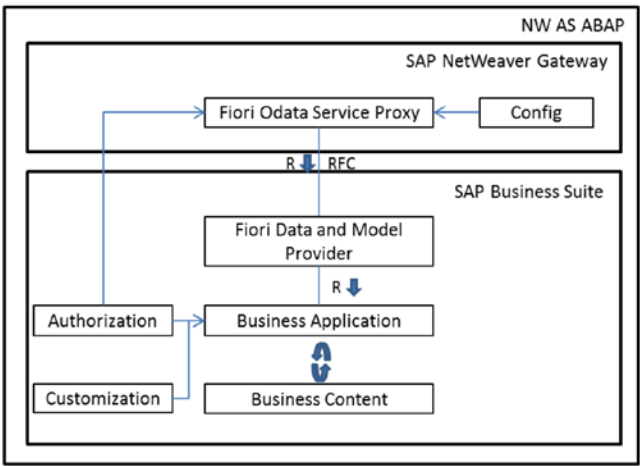 NW AS ABAP
SAP NetWeaver Gateway
Fiori Odata Service Proxy
Config
R RFC
SAP Business Suite
Fiori Data and Model
Provider
R
Authorization
Business Application
Customization
Business Content